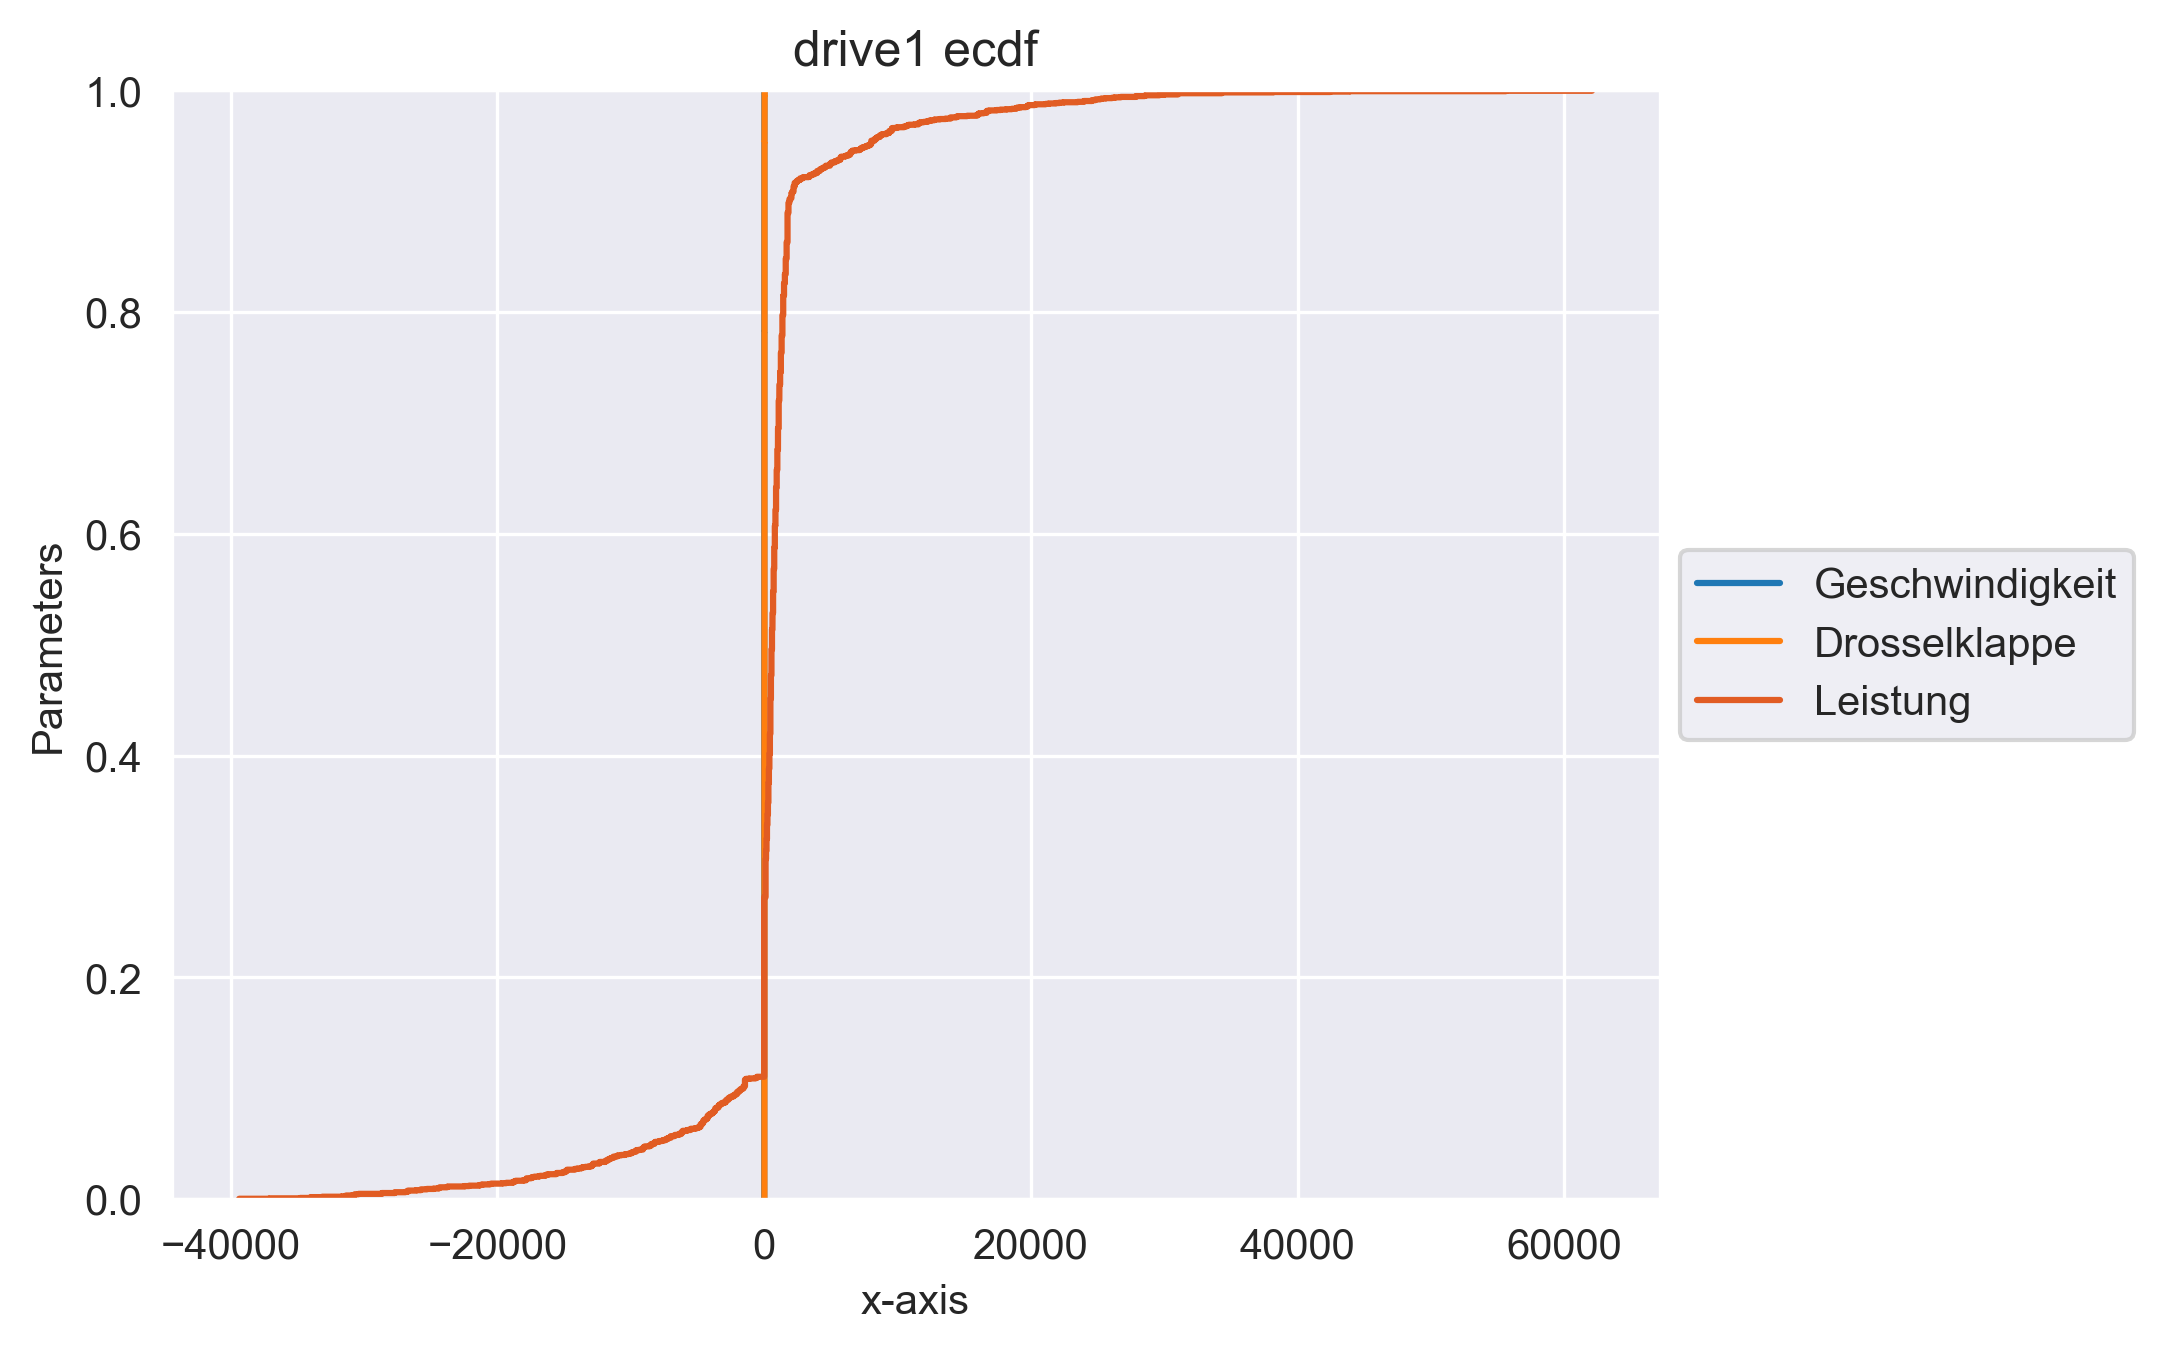 drive1 ecdf
1.0
0.8
0.6
0.4
0.2
0.0
Parameters
−40000
−20000
0
20000
40000
60000
x-axis
Geschwindigkeit
Drosselklappe
Leistung